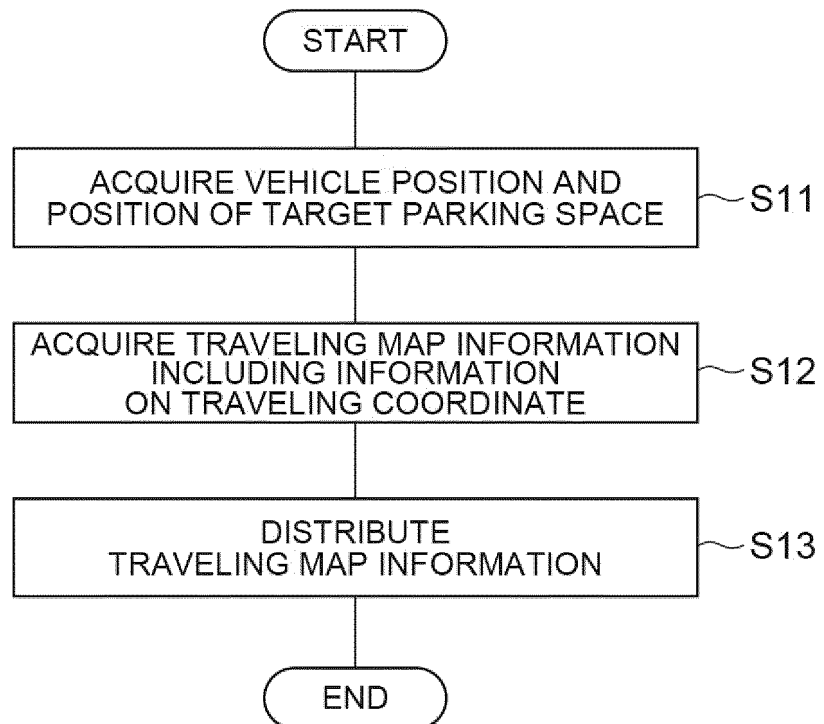 START
ACQUIRE VEHICLE POSITION AND
POSITION OF TARGET PARKING SPACE
S11
ACQUIRE TRAVELING MAP INFORMATION
INCLUDING INFORMATION
ON TRAVELING COORDINATE
S12
DISTRIBUTE
TRAVELING MAP INFORMATION
S13
END